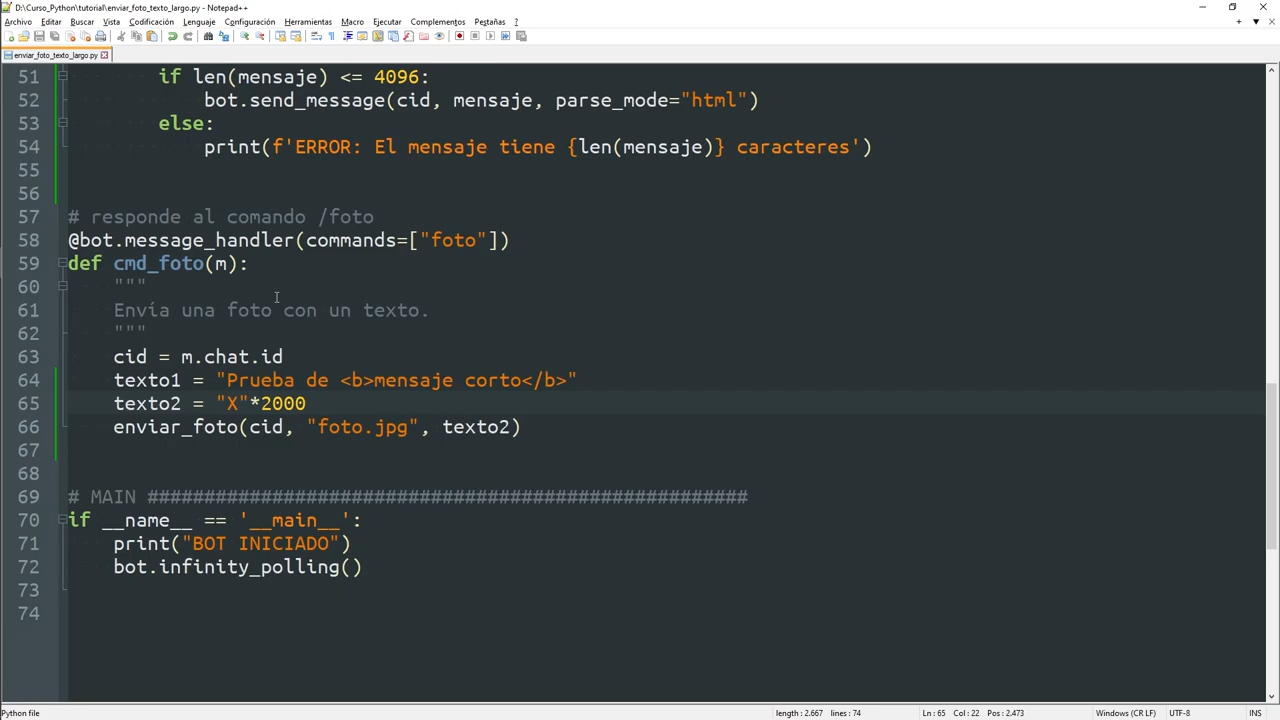 D:\Curso_Python\tutorial\enviar_foto_texto_largo.py - Notepad++
Archivo Editar Buscar Vista Codificación Lenguaje Configuración Herramientas Macro Ejecutar Complementos Pestañas ?
enviar_foto_texto_largo.py
51 if len(mensaje) <= 4096:
52 bot.send_message(cid, mensaje, parse_mode="html")
53 else:
54 print(f'ERROR: El mensaje tiene {len(mensaje)} caracteres')
55
56
57 # responde al comando /foto
58 @bot.message_handler(commands=["foto"])
59 def cmd_foto(m):
60 """
61 Envía una foto con un texto.
62 """
63 cid = m.chat.id
64 texto1 = "Prueba de <b>mensaje corto</b>"
65 texto2 = "X"*2000
66 enviar_foto(cid, "foto.jpg", texto2)
67
68
69 # MAIN #####################################################
70 if __name__ == '__main__':
71 print("BOT INICIADO")
72 bot.infinity_polling()
73
74
Python file length : 2.667 lines : 74 Ln : 65 Col : 22 Pos : 2.473 Windows (CR LF) UTF-8 INS